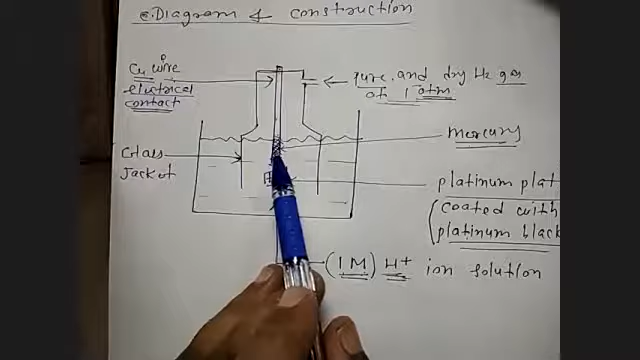 e. Diagram & construction
Cu wire
electrical
contact
pure and dry H2 gas
of 1 atm
mercury
Glass
Jacket
platinum plat
(coated with
platinum black
(1M) H+ ion solution